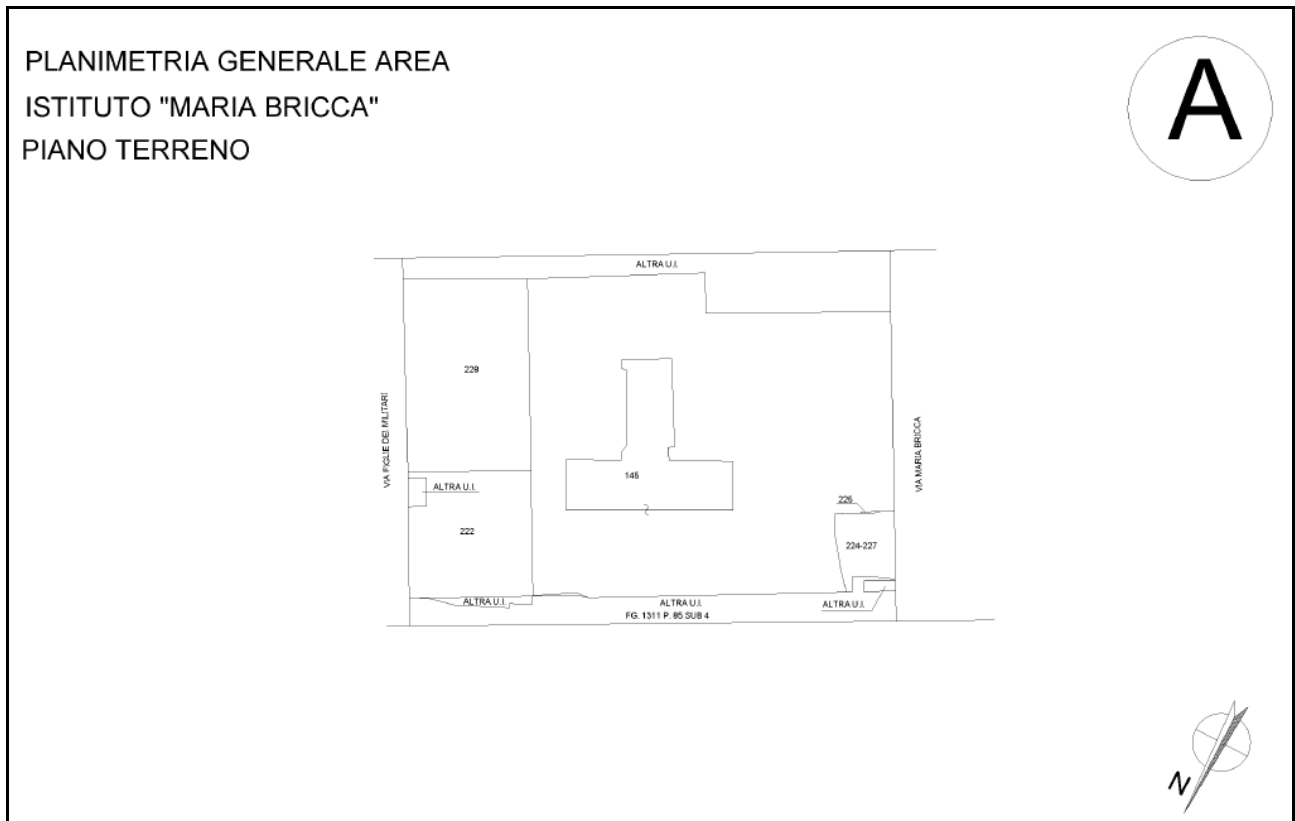 PLANIMETRIA GENERALE AREA
ISTITUTO "MARIA BRICCA"
PIANO TERRENO
A
ALTRA U.I.
228
VIA FIGLIE DEI MILITARI
VIA MARIA BRICCA
145
ALTRA U.I.
226
222
224-227
ALTRA U.I.
ALTRA U.I.
ALTRA U.I.
FG. 1311 P. 85 SUB 4
N